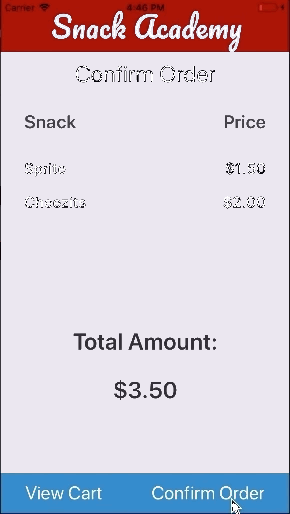 Carrier 4:46 PM
Snack Academy
Confirm Order
Snack Price
Sprite $1.50
Cheezits $2.00
Total Amount:
$3.50
View Cart Confirm Order